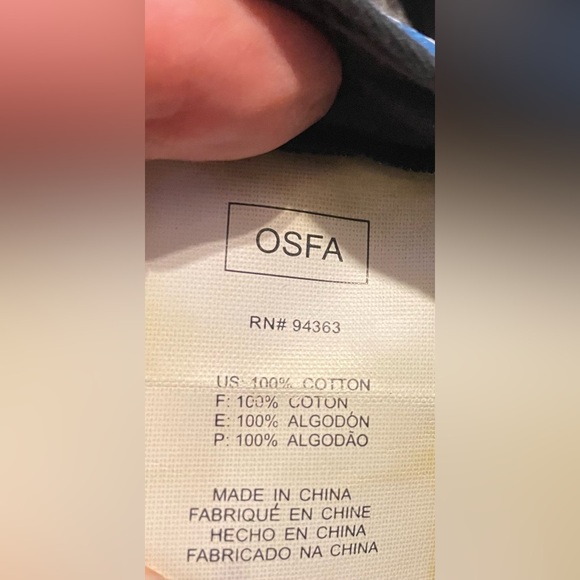 OSFA
RN# 94363
US: 100% COTTON
F: 100% COTON
E: 100% ALGODÓN
P: 100% ALGODÃO
MADE IN CHINA
FABRIQUÉ EN CHINE
HECHO EN CHINA
FABRICADO NA CHINA